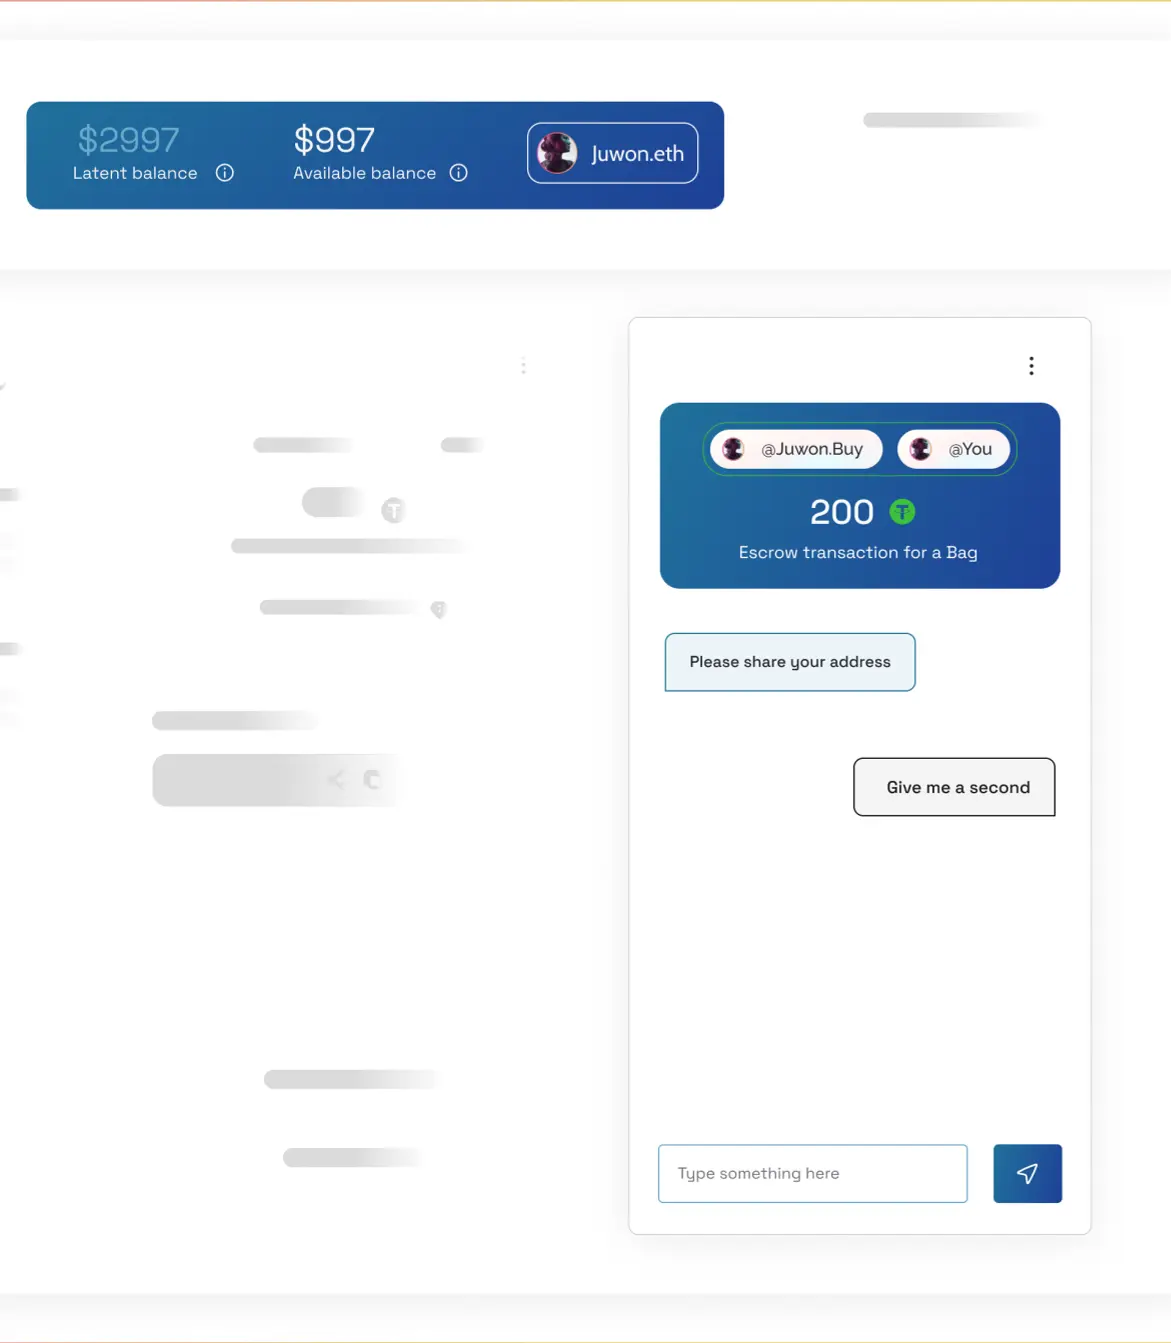 $2997
Latent balance
$997
Available balance
Juwon.eth
@Juwon.Buy
@You
200
Escrow transaction for a Bag
Please share your address
Give me a second
Type something here